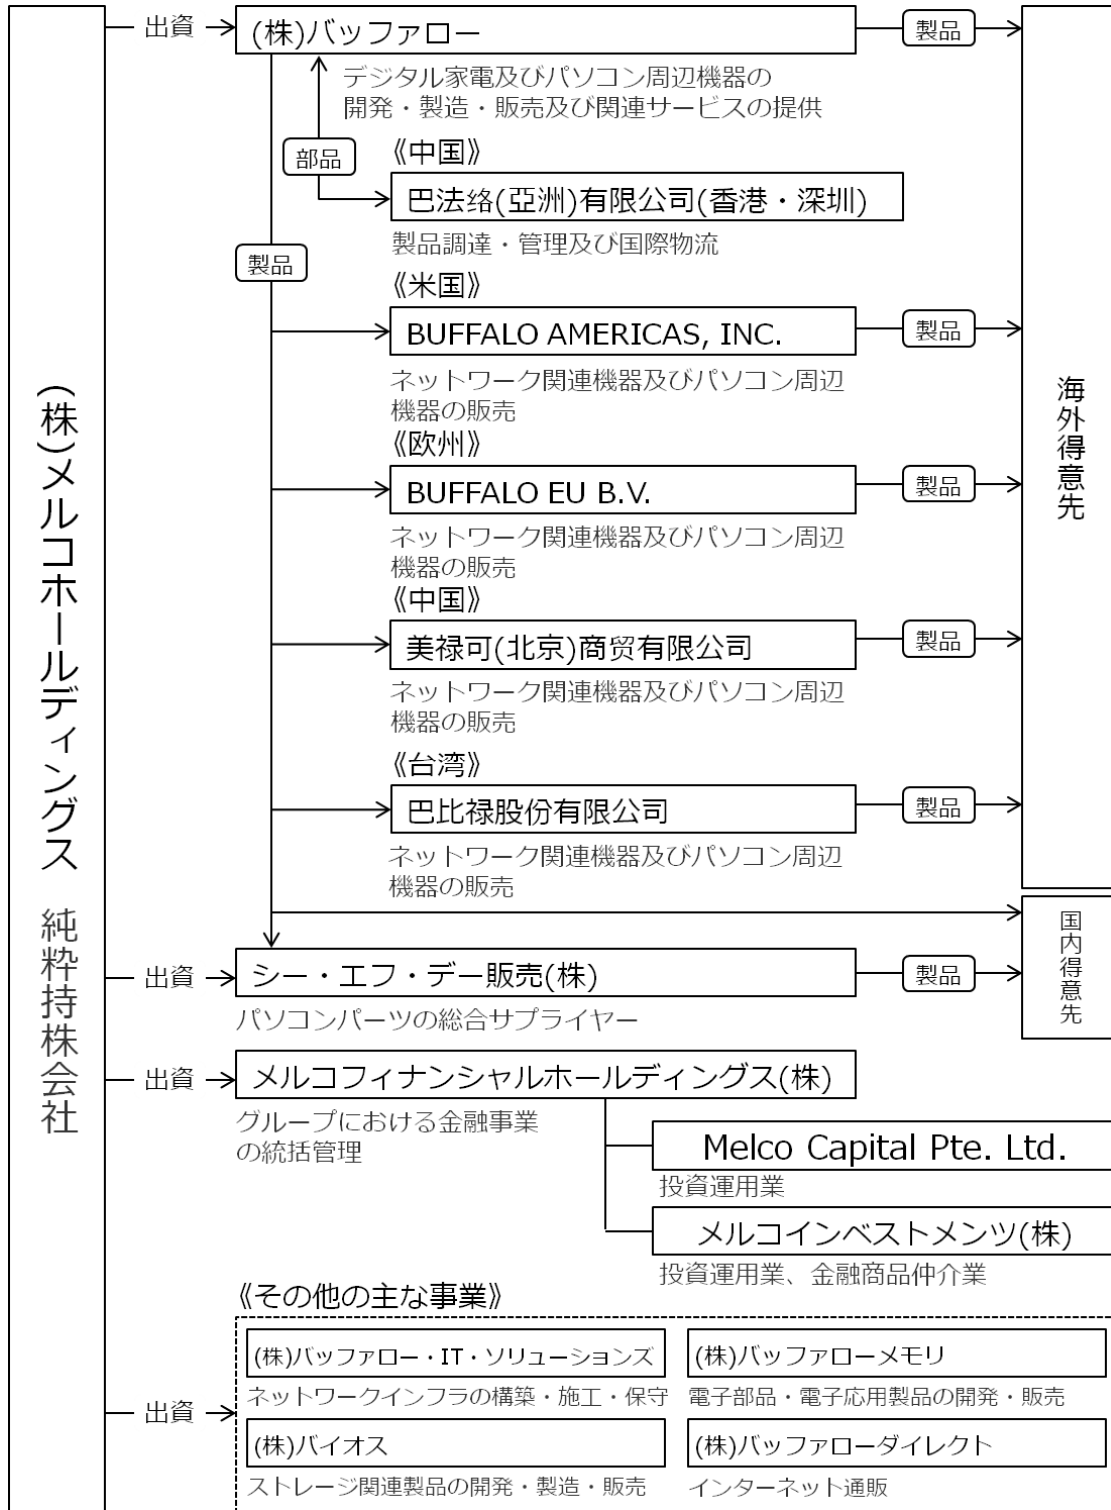 (株)メルコホールディングス 純粋持株会社
出資
(株)バッファロー
製品
デジタル家電及びパソコン周辺機器の
開発・製造・販売及び関連サービスの提供
部品
《中国》
巴法络(亞洲)有限公司(香港・深圳)
製品調達・管理及び国際物流
製品
《米国》
BUFFALO AMERICAS, INC.
製品
ネットワーク関連機器及びパソコン周辺
機器の販売
《欧州》
BUFFALO EU B.V.
製品
ネットワーク関連機器及びパソコン周辺
機器の販売
《中国》
美禄可(北京)商贸有限公司
製品
ネットワーク関連機器及びパソコン周辺
機器の販売
《台湾》
巴比禄股份有限公司
製品
ネットワーク関連機器及びパソコン周辺
機器の販売
海外得意先
出資
シー・エフ・デー販売(株)
製品
国内得意先
パソコンパーツの総合サプライヤー
出資
メルコフィナンシャルホールディングス(株)
グループにおける金融事業
の統括管理
Melco Capital Pte. Ltd.
投資運用業
メルコインベストメンツ(株)
投資運用業、金融商品仲介業
《その他の主な事業》
出資
(株)バッファロー・IT・ソリューションズ
ネットワークインフラの構築・施工・保守
(株)バッファローメモリ
電子部品・電子応用製品の開発・販売
(株)バイオス
ストレージ関連製品の開発・製造・販売
(株)バッファローダイレクト
インターネット通販